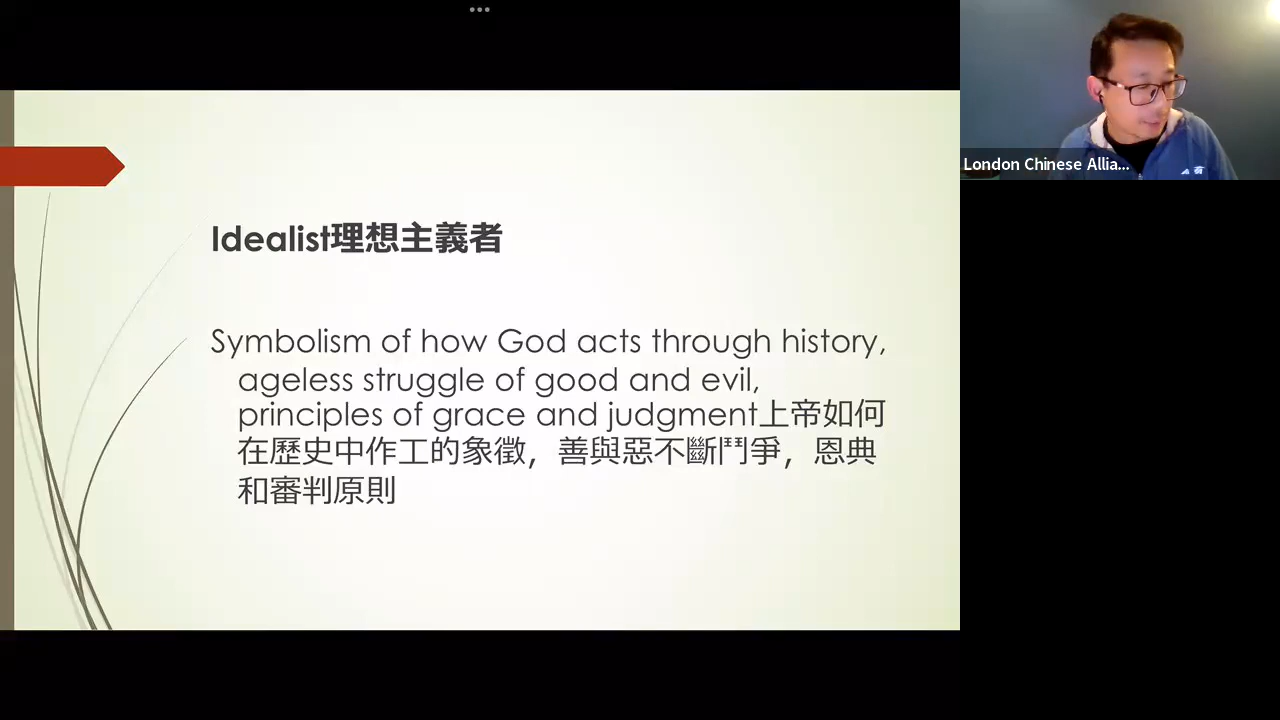 Idealist理想主義者
Symbolism of how God acts through history,
ageless struggle of good and evil,
principles of grace and judgment上帝如何
在歷史中作工的象徵，善與惡不斷鬥爭，恩典
和審判原則
London Chinese Allia...